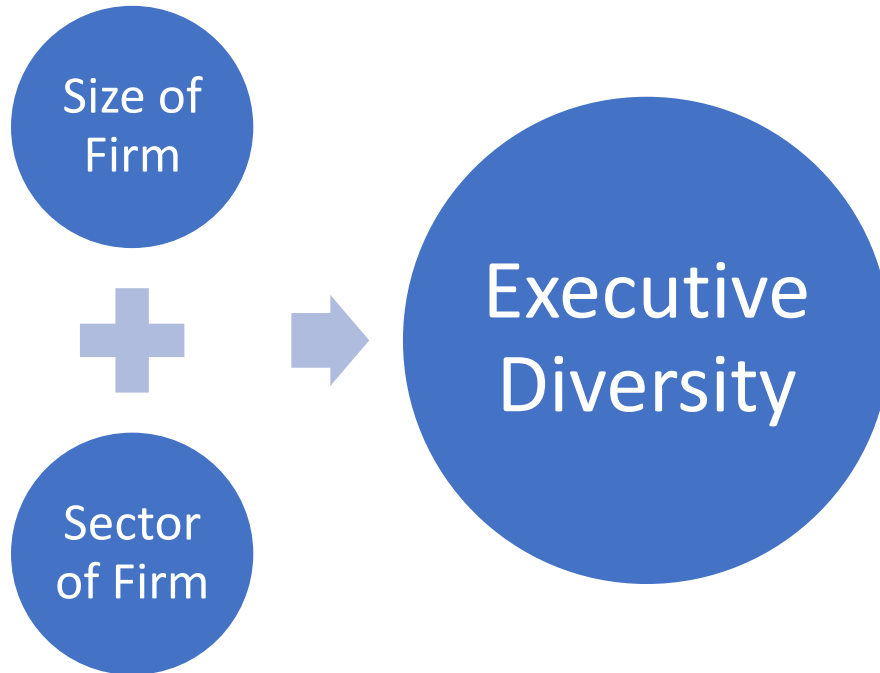 Size of
Firm
Sector
of Firm
Executive
Diversity